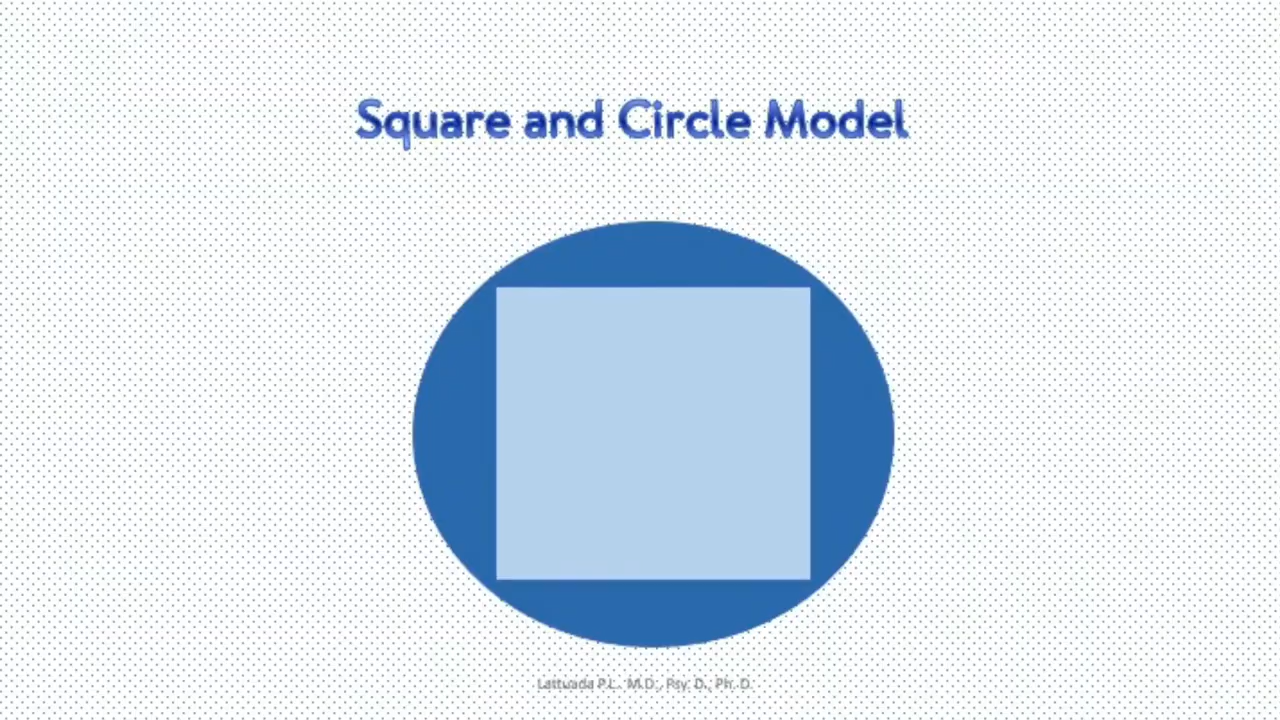 Square and Circle Model
Lattuada P.L.. M.D., Psy. D., Ph. D.